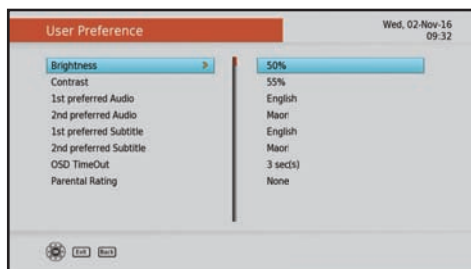 User Preference
Wed, 02-Nov-16
09:32
Brightness 50%
Contrast 55%
1st preferred Audio English
2nd preferred Audio Maori
1st preferred Subtitle English
2nd preferred Subtitle Maori
OSD TimeOut 3 sec(s)
Parental Rating None
Exit Back